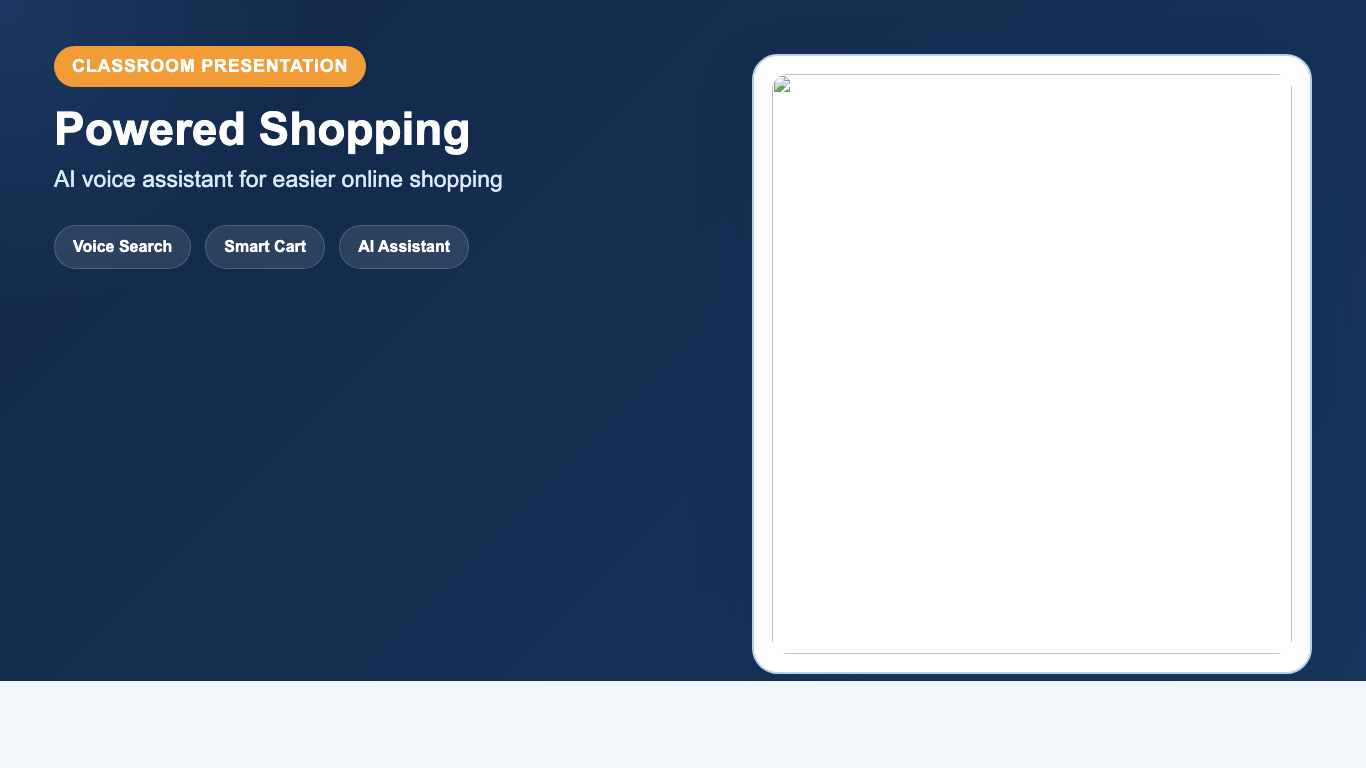 CLASSROOM PRESENTATION
Powered Shopping
AI voice assistant for easier online shopping
Voice Search
Smart Cart
AI Assistant